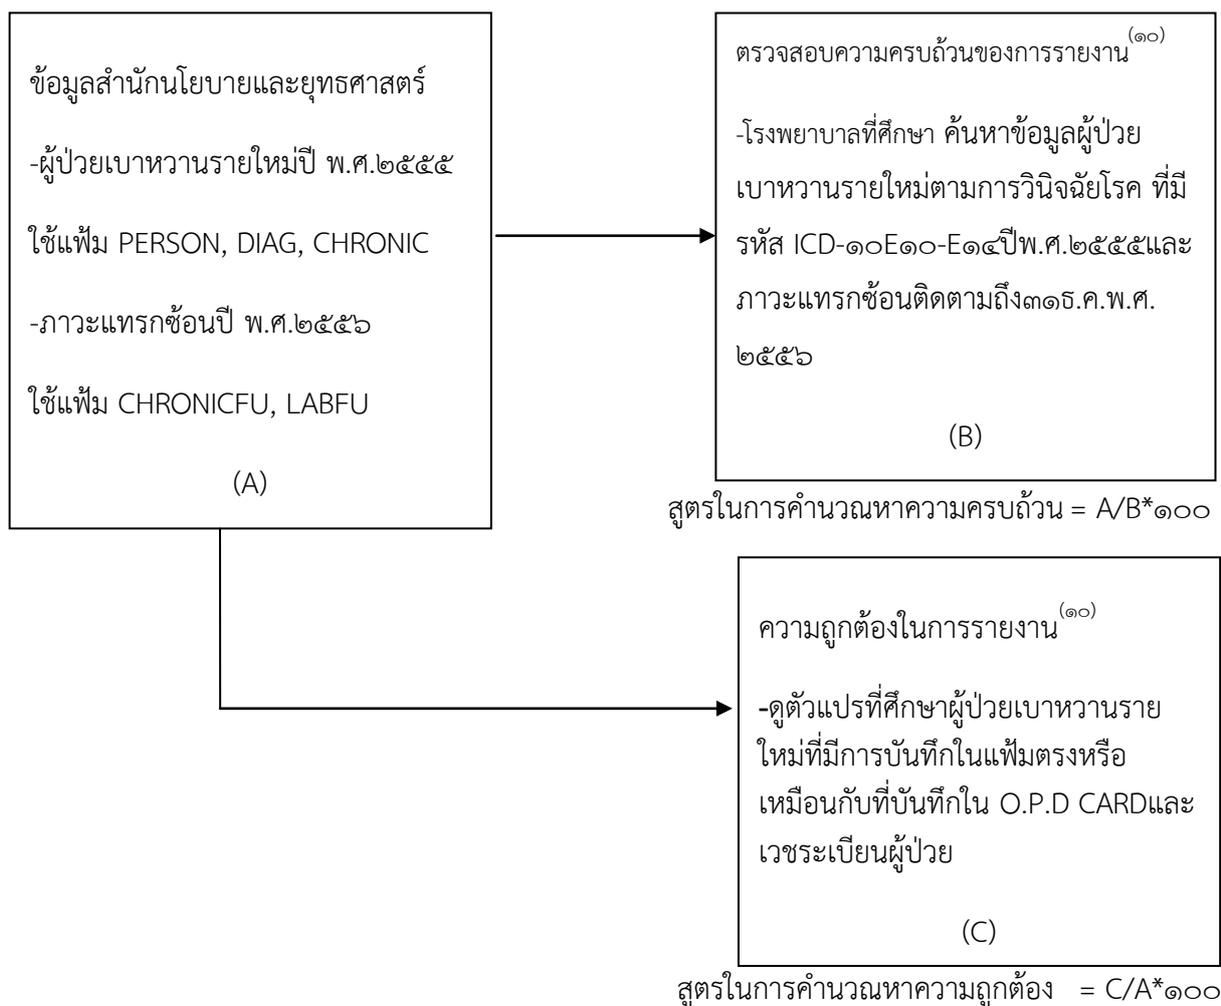 ข้อมูลสำนักนโยบายและยุทธศาสตร์
-ผู้ป่วยเบาหวานรายใหม่ปี พ.ศ.๒๕๕๕
ใช้แฟ้ม PERSON, DIAG, CHRONIC
-ภาวะแทรกซ้อนปี พ.ศ.๒๕๕๖
ใช้แฟ้ม CHRONICFU, LABFU
(A)
ตรวจสอบความครบถ้วนของการรายงาน(๑๐)
-โรงพยาบาลที่ศึกษา ค้นหาข้อมูลผู้ป่วย
เบาหวานรายใหม่ตามการวินิจฉัยโรค ที่มี
รหัส ICD-๑๐E๑๐-E๑๔ปีพ.ศ.๒๕๕๕และ
ภาวะแทรกซ้อนติดตามถึง๓๑ธ.ค.พ.ศ.
๒๕๕๖
(B)
สูตรในการคำนวณหาความครบถ้วน = A/B*๑๐๐
ความถูกต้องในการรายงาน(๑๐)
-ดูตัวแปรที่ศึกษาผู้ป่วยเบาหวานราย
ใหม่ที่มีการบันทึกในแฟ้มตรงหรือ
เหมือนกับที่บันทึกใน O.P.D CARDและ
เวชระเบียนผู้ป่วย
(C)
สูตรในการคำนวณหาความถูกต้อง = C/A*๑๐๐